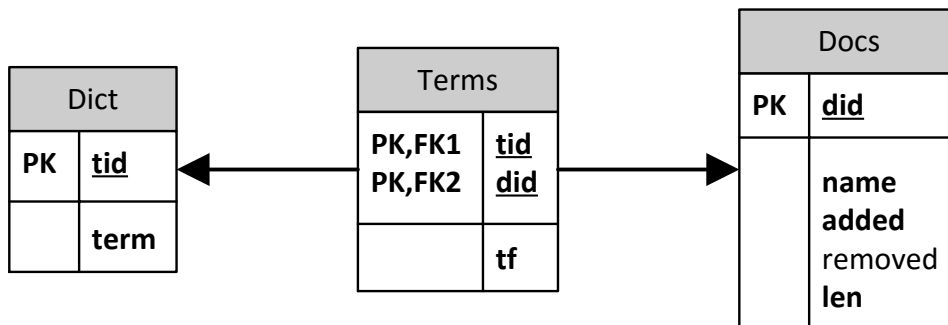 Dict
PK tid
term
Terms
PK,FK1 tid
PK,FK2 did
tf
Docs
PK did
name
added
removed
len